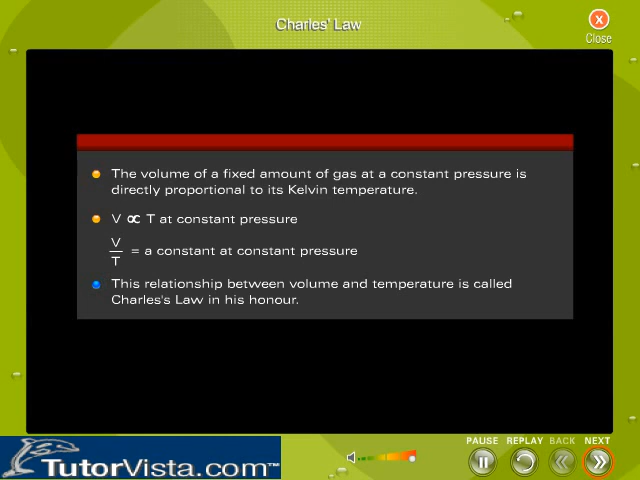 Charles' Law
Close
The volume of a fixed amount of gas at a constant pressure is
directly proportional to its Kelvin temperature.
V ∝ T at constant pressure
V
T = a constant at constant pressure
This relationship between volume and temperature is called
Charles's Law in his honour.
PAUSE REPLAY BACK NEXT
TutorVista.com™